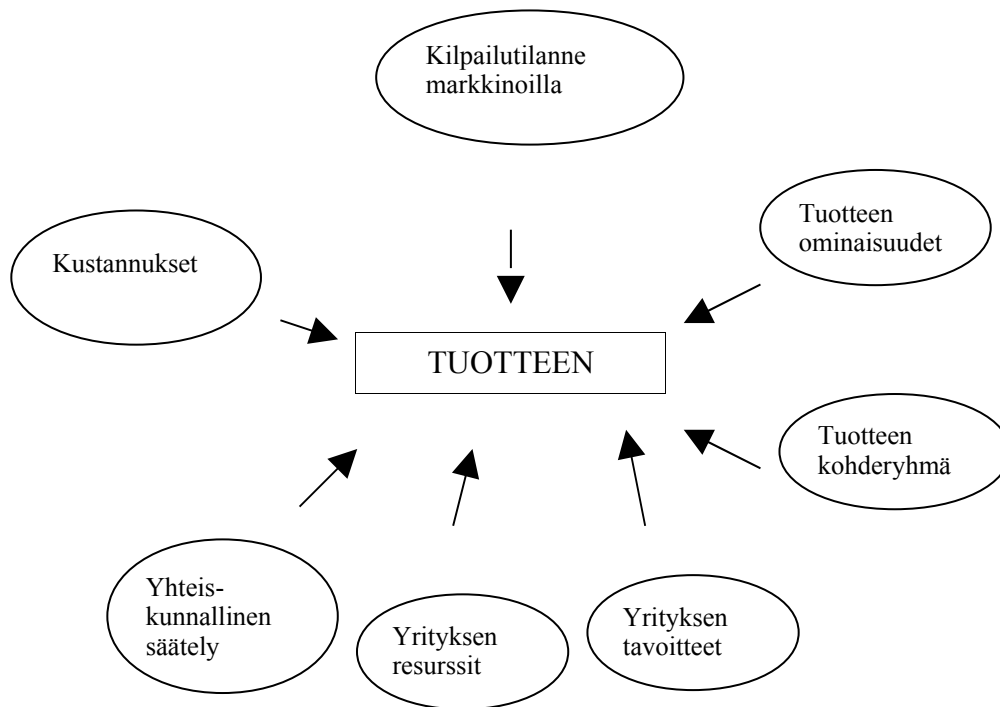 Kilpailutilanne
markkinoilla
Tuotteen
ominaisuudet
Kustannukset
TUOTTEEN
Tuotteen
kohderyhmä
Yhteis-
kunnallinen
säätely
Yrityksen
resurssit
Yrityksen
tavoitteet